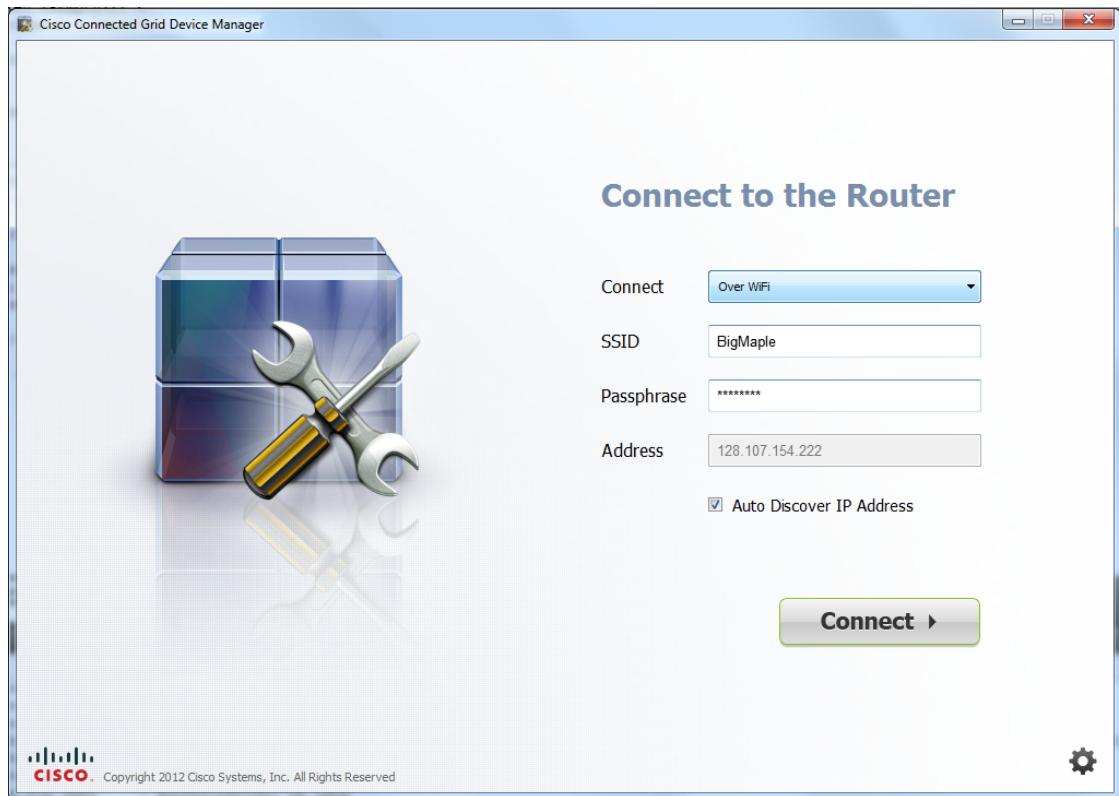 Cisco Connected Grid Device Manager
Connect to the Router
Connect Over WiFi
SSID BigMaple
Passphrase ********
Address 128.107.154.222
Auto Discover IP Address
Connect
CISCO. Copyright 2012 Cisco Systems, Inc. All Rights Reserved